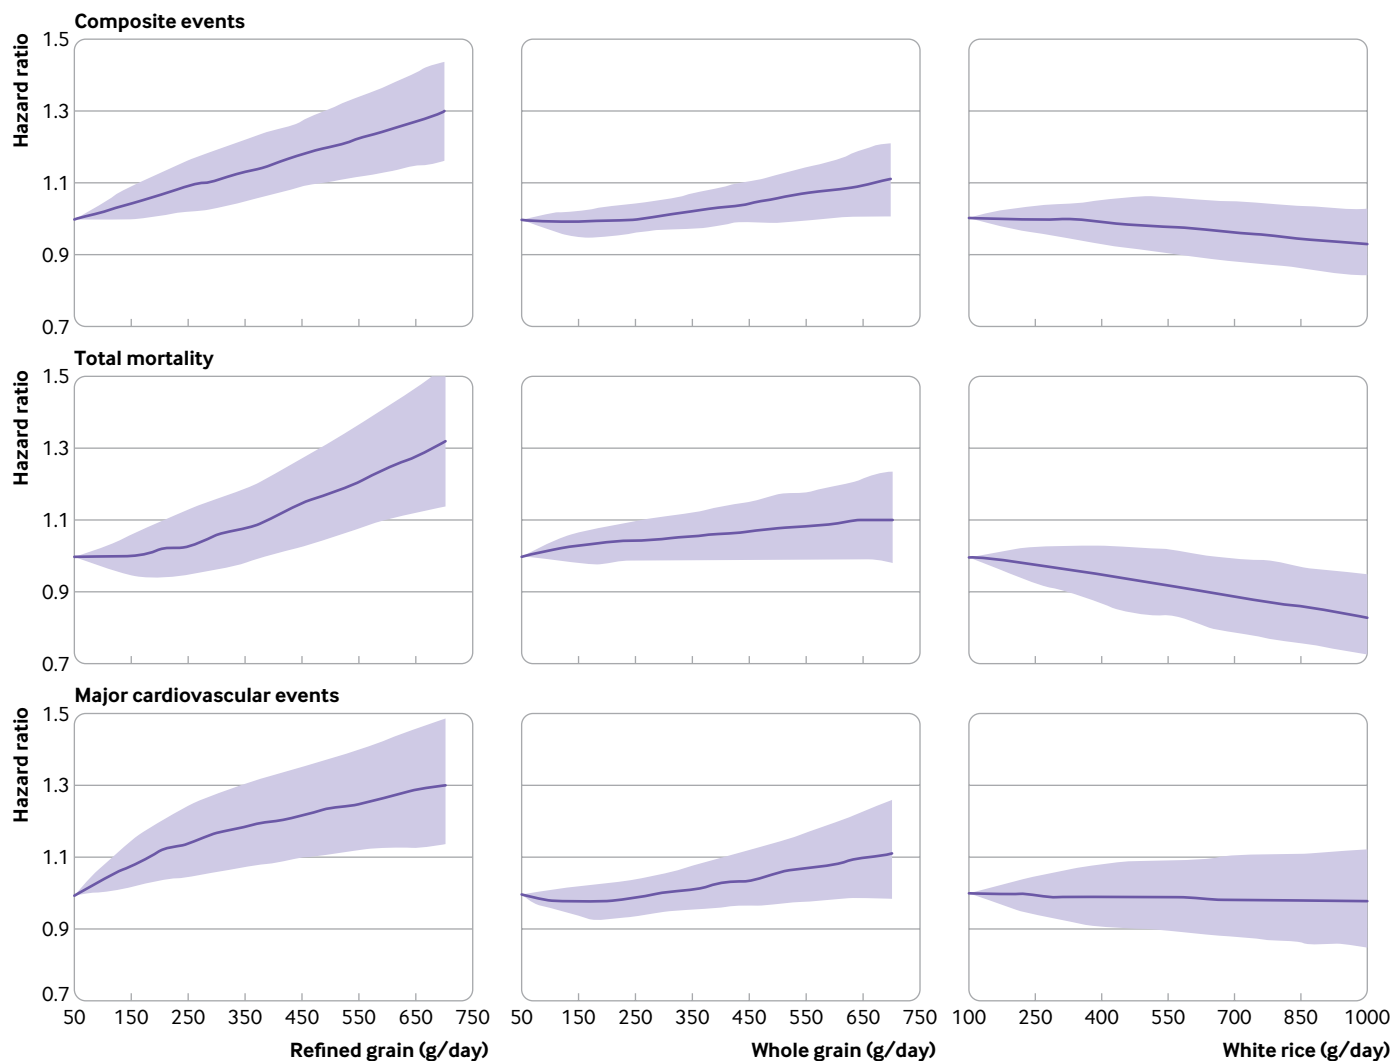 Composite events
Hazard ratio
1.5
1.3
1.1
0.9
0.7
Total mortality
Hazard ratio
1.5
1.3
1.1
0.9
0.7
Major cardiovascular events
Hazard ratio
1.5
1.3
1.1
0.9
0.7
50 150 250 350 450 550 650 750
Refined grain (g/day)
50 150 250 350 450 550 650 750
Whole grain (g/day)
100 250 400 550 700 850 1000
White rice (g/day)